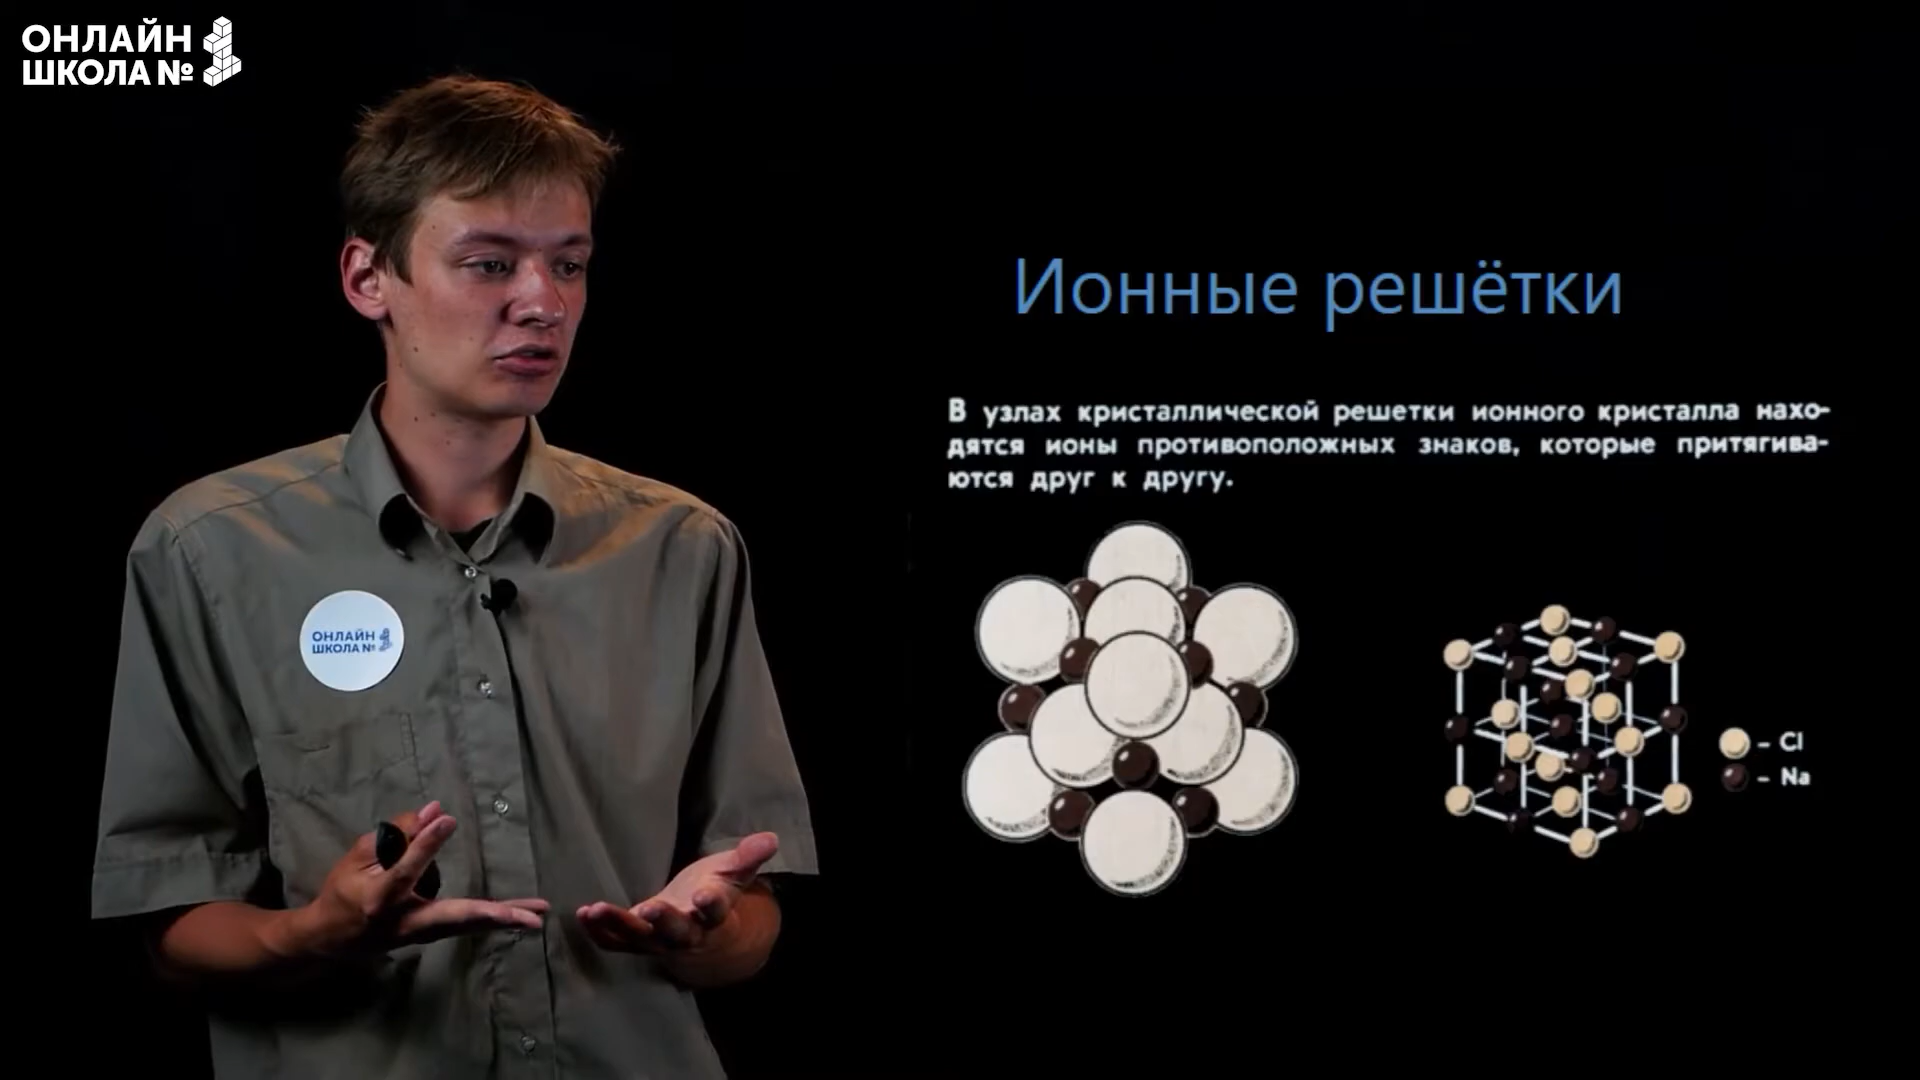 ОНЛАЙН
ШКОЛА №
Ионные решётки
В узлах кристаллической решетки ионного кристалла нахо-
дятся ионы противоположных знаков, которые притягива-
ются друг к другу.
ОНЛАЙН
ШКОЛА №
– Cl
– Na